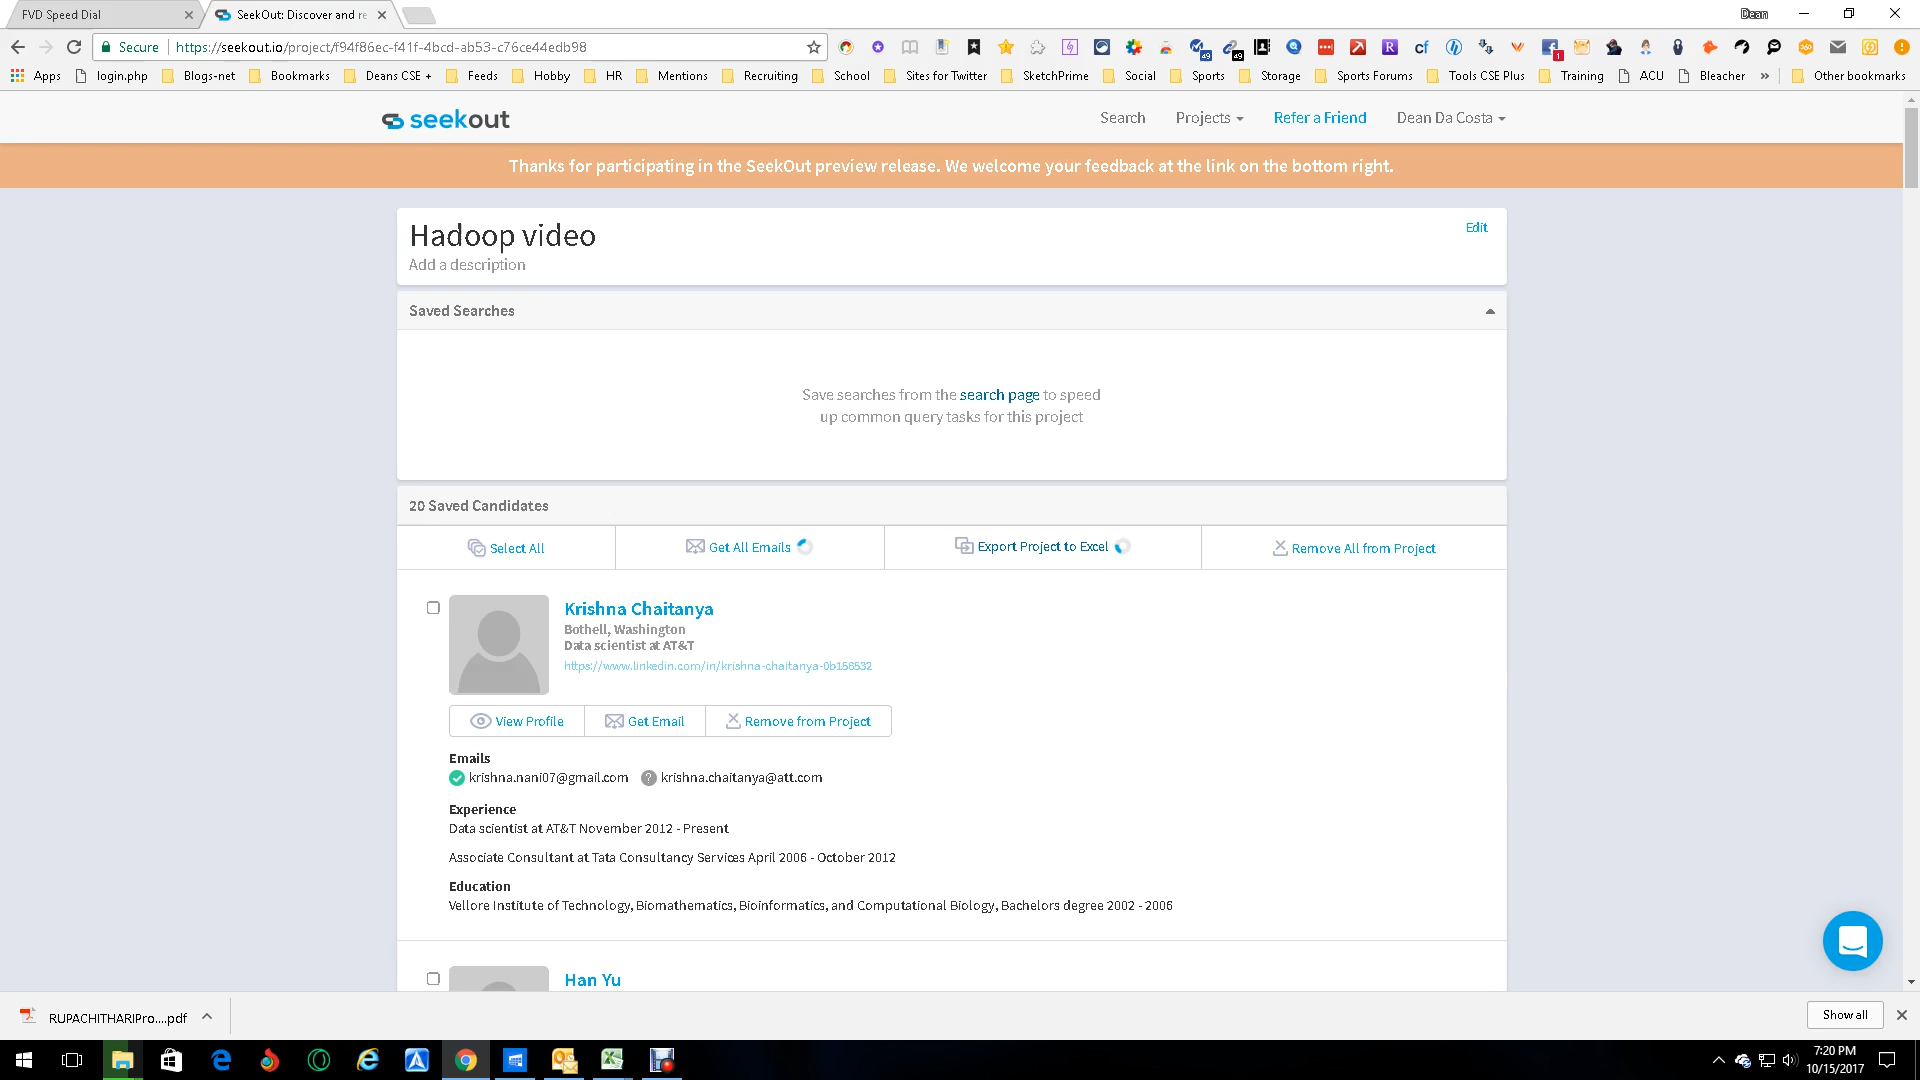 FVD Speed Dial
SeekOut: Discover and re
Dean
Secure
https://seekout.io/project/f94f86ec-f41f-4bcd-ab53-c76ce44edb98
Apps login.php Blogs-net Bookmarks Deans CSE + Feeds Hobby HR Mentions Recruiting School Sites for Twitter SketchPrime Social Sports Storage Sports Forums Tools CSE Plus Training ACU Bleacher » Other bookmarks
seekout
Search Projects Refer a Friend Dean Da Costa
Thanks for participating in the SeekOut preview release. We welcome your feedback at the link on the bottom right.
Hadoop video
Edit
Add a description
Saved Searches
Save searches from the search page to speed
up common query tasks for this project
20 Saved Candidates
Select All Get All Emails Export Project to Excel Remove All from Project
Krishna Chaitanya
Bothell, Washington
Data scientist at AT&T
https://www.linkedin.com/in/krishna-chaitanya-0b156532
View Profile Get Email Remove from Project
Emails
krishna.nani07@gmail.com ? krishna.chaitanya@att.com
Experience
Data scientist at AT&T November 2012 - Present
Associate Consultant at Tata Consultancy Services April 2006 - October 2012
Education
Vellore Institute of Technology, Biomathematics, Bioinformatics, and Computational Biology, Bachelors degree 2002 - 2006
Han Yu
RUPACHITHARIPro....pdf
Show all
7:20 PM
10/15/2017